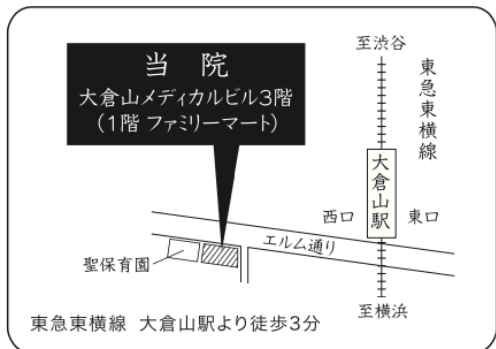 当院
大倉山メディカルビル3階
(1階 ファミリーマート)
至渋谷
東急東横線
大倉山駅
西口
東口
エルム通り
聖保育園
至横浜
東急東横線 大倉山駅より徒歩3分